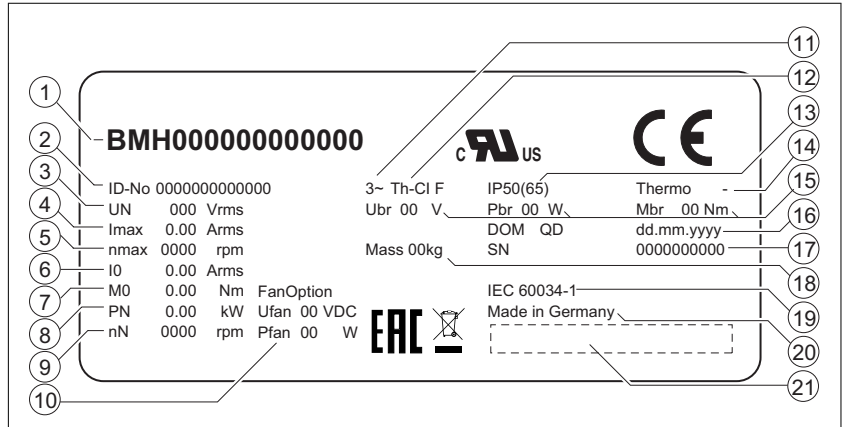 11
12
1
13
BMH000000000000
c RU US
CE
2
14
ID-No 0000000000000 3~ Th-CI F IP50(65) Thermo -
3
15
UN 000 Vrms Ubr 00 V Pbr 00 W Mbr 00 Nm
4
16
Imax 0.00 Arms DOM QD dd.mm.yyyy
5
17
nmax 0000 rpm Mass 00kg SN 0000000000
6
18
I0 0.00 Arms
7
M0 0.00 Nm FanOption IEC 60034-1
19
8
PN 0.00 kW Ufan 00 VDC EAC Made in Germany
20
9
nN 0000 rpm Pfan 00 W
10
21